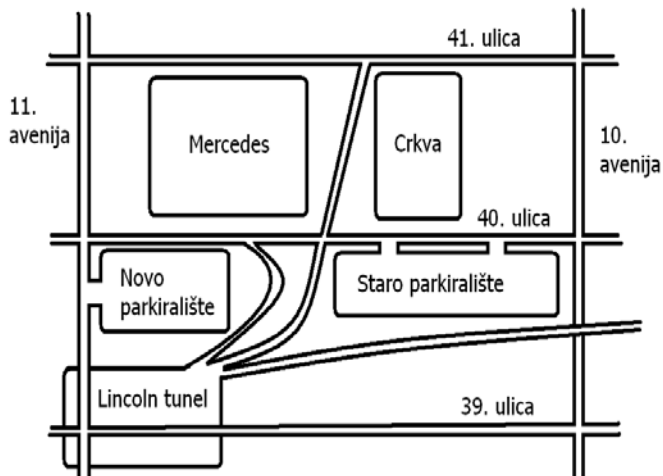 41. ulica
11.
avenija
Mercedes
Crkva
10.
avenija
40. ulica
Novo
parkiralište
Staro parkiralište
Lincoln tunel
39. ulica